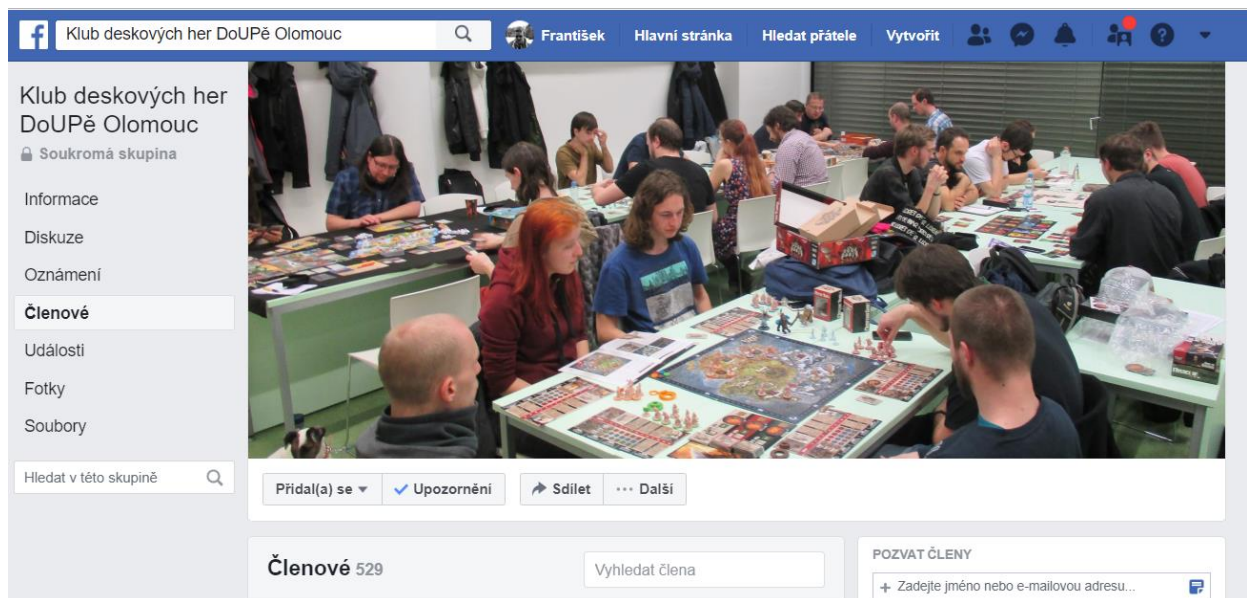 Klub deskových her DoUPě Olomouc
František
Hlavní stránka
Hledat přátele
Vytvořit
Klub deskových her
DoUPě Olomouc
Soukromá skupina
Informace
Diskuze
Oznámení
Členové
Události
Fotky
Soubory
Hledat v této skupině
Přidal(a) se
Upozornění
Sdílet
Další
Členové 529
Vyhledat člena
POZVAT ČLENY
+ Zadejte jméno nebo e-mailovou adresu...